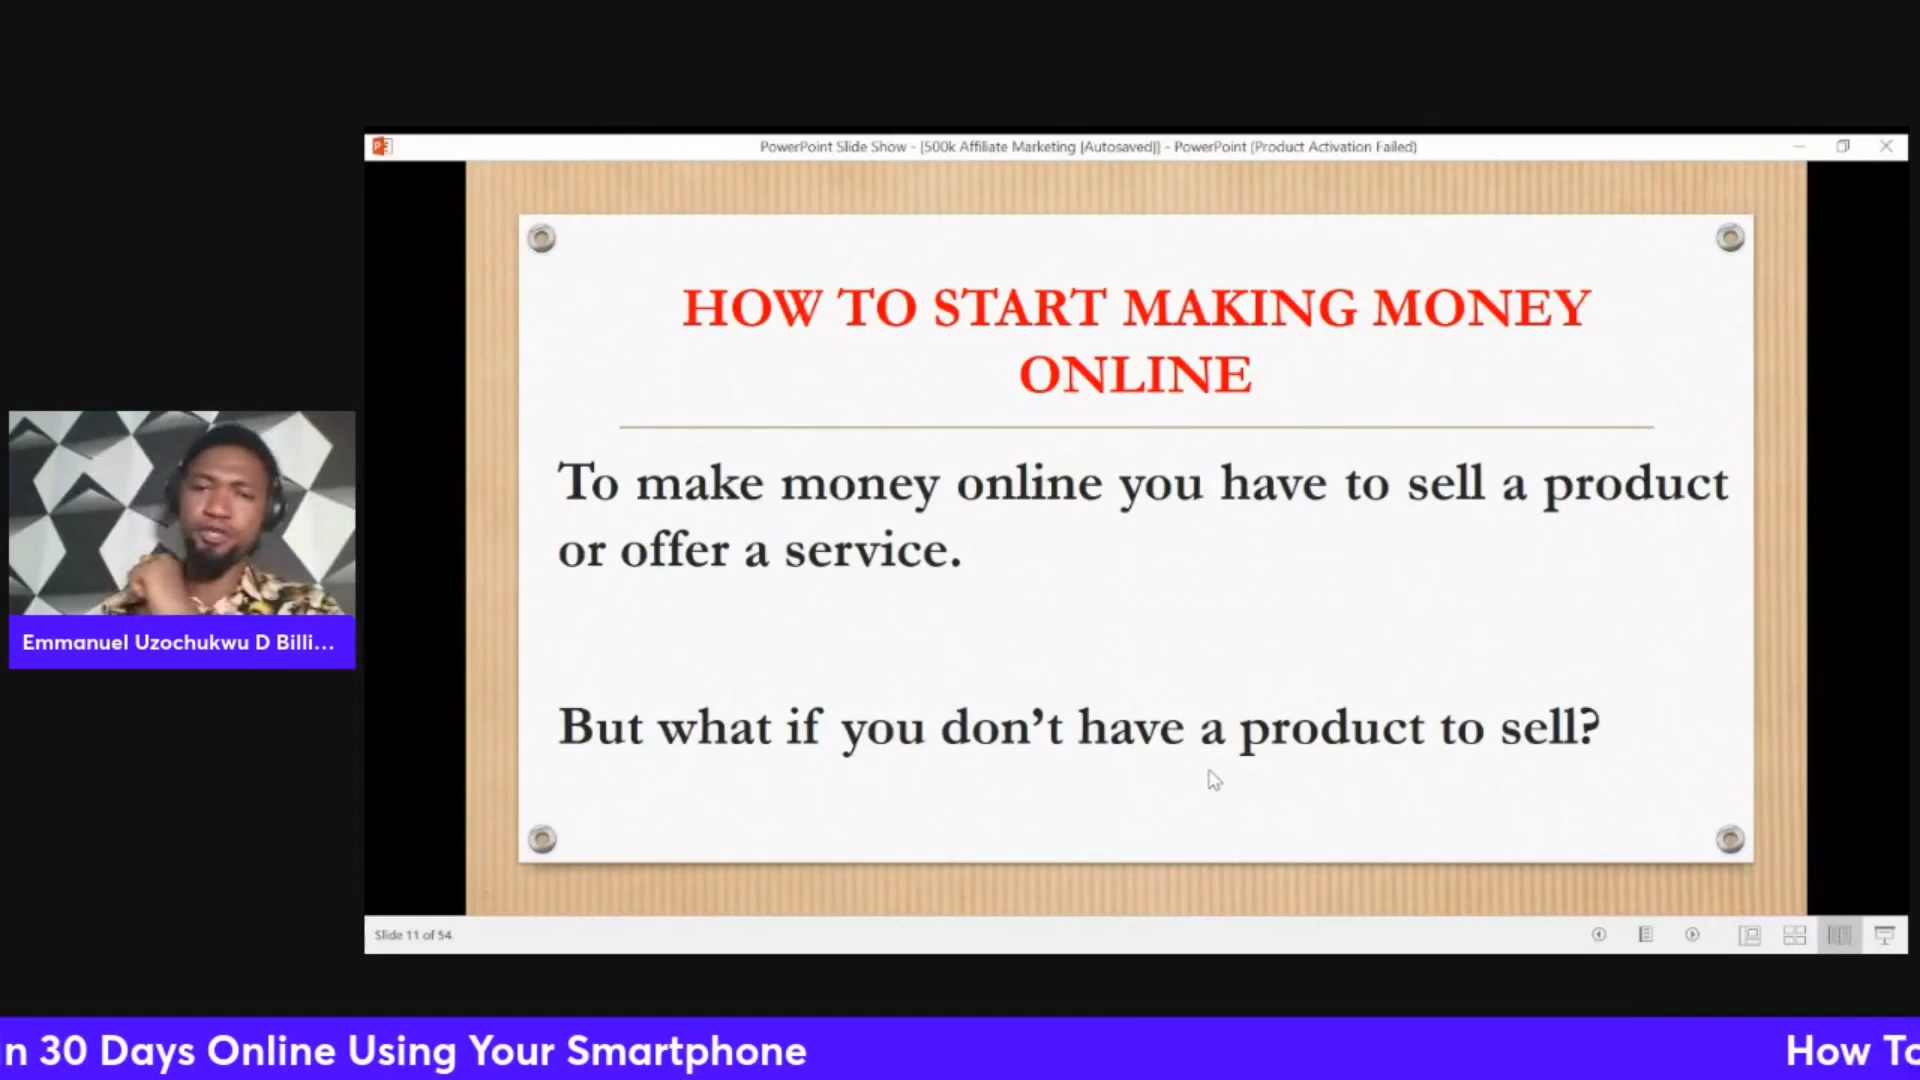 PowerPoint Slide Show - [500k Affiliate Marketing [Autosaved]] - PowerPoint (Product Activation Failed)
HOW TO START MAKING MONEY
ONLINE
To make money online you have to sell a product
or offer a service.
But what if you don't have a product to sell?
Emmanuel Uzochukwu D Billi...
Slide 11 of 54
in 30 Days Online Using Your Smartphone
How To